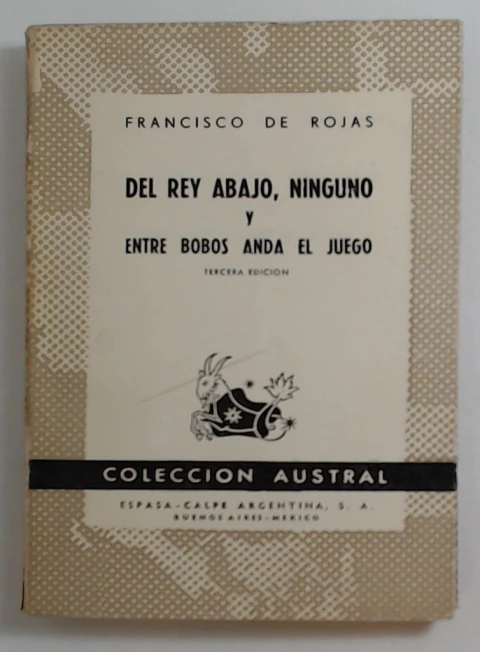 FRANCISCO DE ROJAS
DEL REY ABAJO, NINGUNO
Y
ENTRE BOBOS ANDA EL JUEGO
TERCERA EDICION
COLECCION AUSTRAL
ESPASA-CALPE ARGENTINA, S. A.
BUENOS AIRES-MEXICO